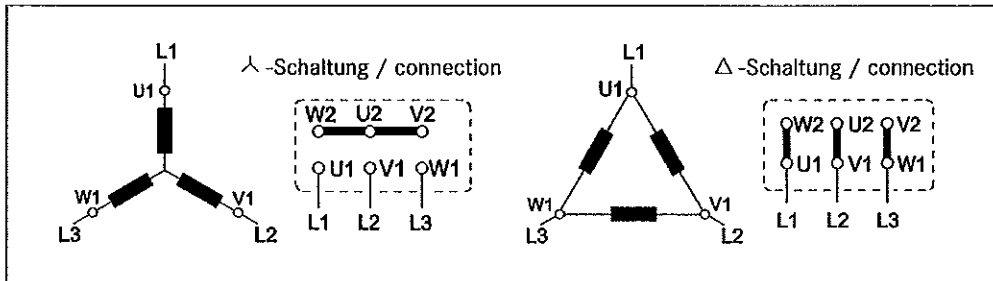 L1
U1
W1
V1
L3
L2
⅄ -Schaltung / connection
W2 U2 V2
U1 V1 W1
L1 L2 L3
L1
U1
W1
V1
L3
L2
△ -Schaltung / connection
W2 U2 V2
U1 V1 W1
L1 L2 L3